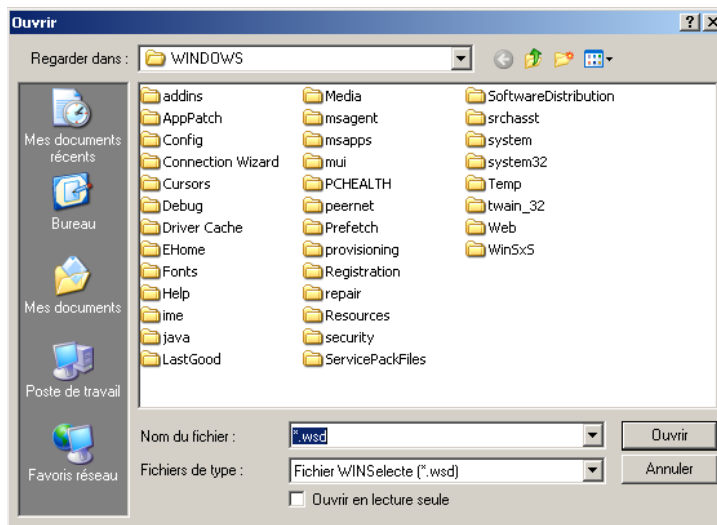 Ouvrir
Regarder dans :
WINDOWS
Mes documents
récents
Bureau
Mes documents
Poste de travail
Favoris réseau
addins
AppPatch
Config
Connection Wizard
Cursors
Debug
Driver Cache
EHome
Fonts
Help
ime
java
LastGood
Media
msagent
msapps
mui
PCHEALTH
peernet
Prefetch
provisioning
Registration
repair
Resources
security
ServicePackFiles
SoftwareDistribution
srchasst
system
system32
Temp
twain_32
Web
WinSxS
Nom du fichier :
*.wsd
Ouvrir
Fichiers de type :
Fichier WINSelecte (*.wsd)
Annuler
Ouvrir en lecture seule